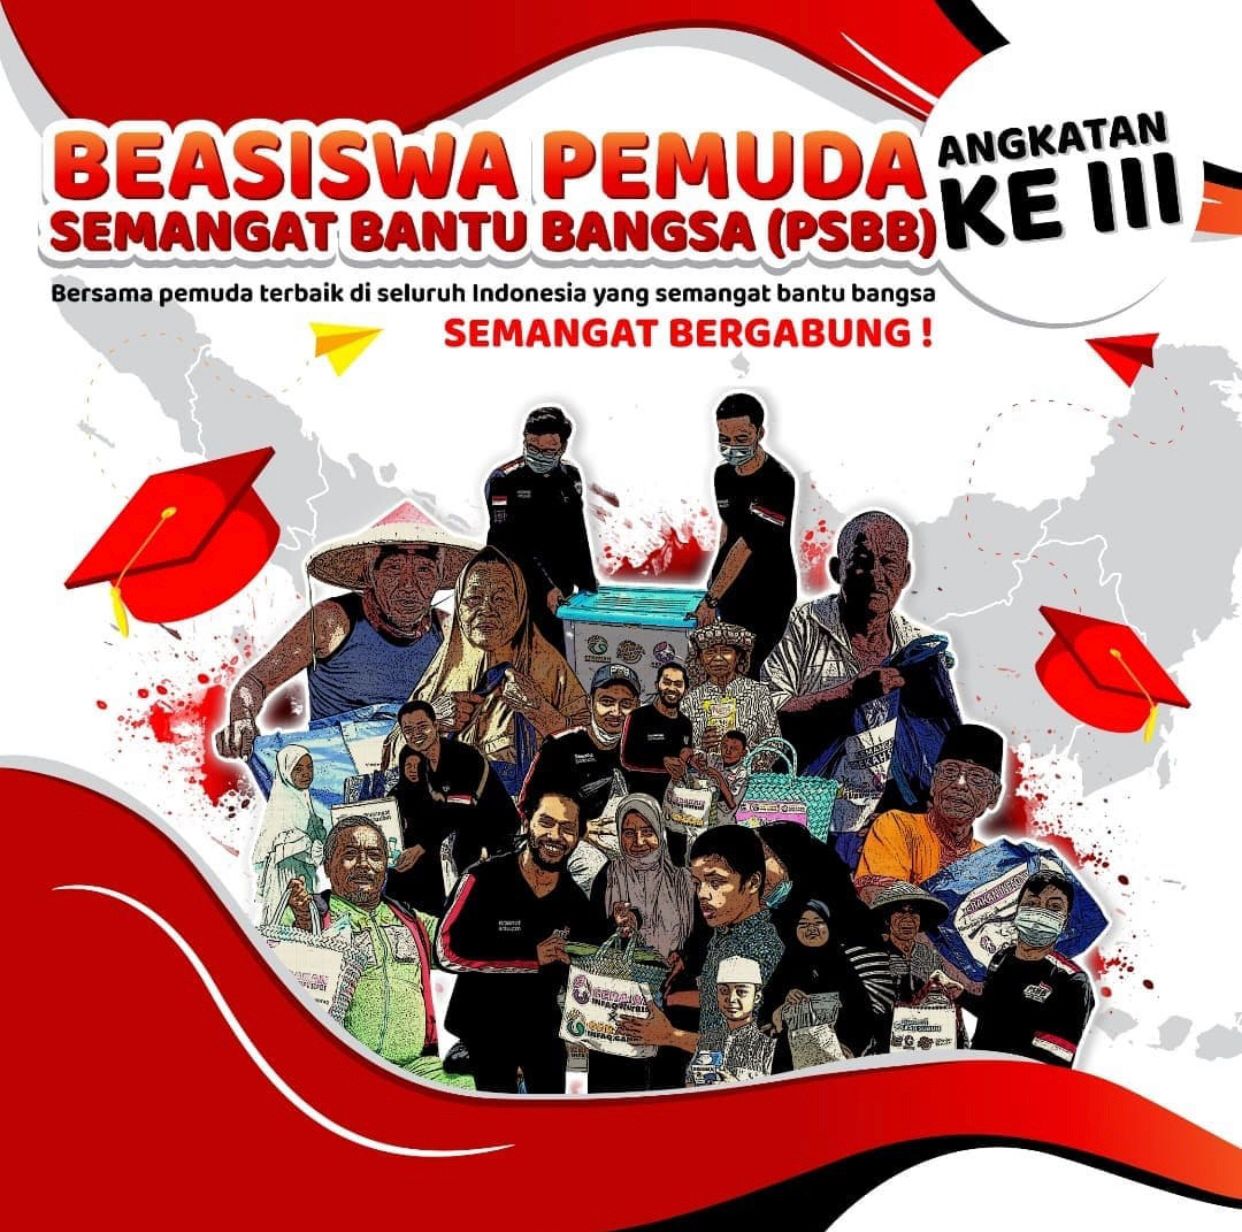 BEASISWA PEMUDA
SEMANGAT BANTU BANGSA (PSBB)
ANGKATAN
KE III
Bersama pemuda terbaik di seluruh Indonesia yang semangat bantu bangsa
SEMANGAT BERGABUNG !